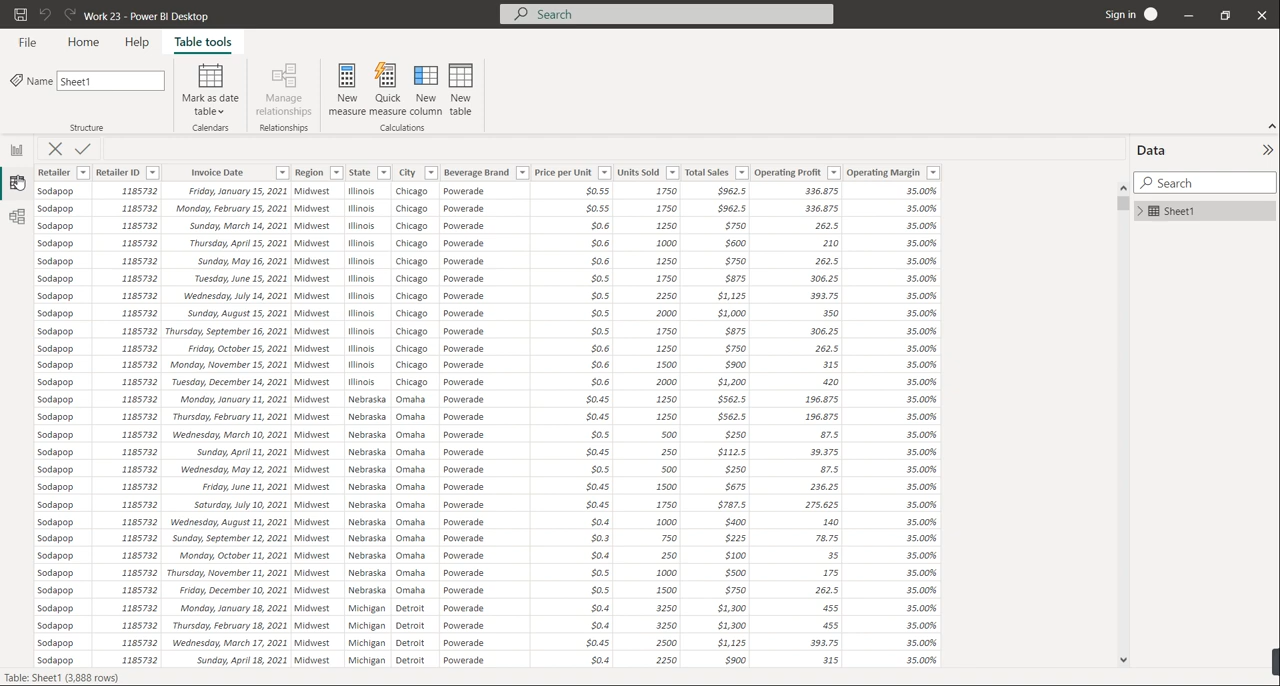 Work 23 - Power BI Desktop
Search
Sign in
File Home Help Table tools
Name Sheet1
Mark as date table
Manage relationships
New measure
Quick measure
New column
New table
Structure Calendars Relationships Calculations
Data
Search
Sheet1
Retailer Retailer ID Invoice Date Region State City Beverage Brand Price per Unit Units Sold Total Sales Operating Profit Operating Margin
Sodapop 1185732 Friday, January 15, 2021 Midwest Illinois Chicago Powerade $0.55 1750 $962.5 336.875 35.00%
Sodapop 1185732 Monday, February 15, 2021 Midwest Illinois Chicago Powerade $0.55 1750 $962.5 336.875 35.00%
Sodapop 1185732 Sunday, March 14, 2021 Midwest Illinois Chicago Powerade $0.6 1250 $750 262.5 35.00%
Sodapop 1185732 Thursday, April 15, 2021 Midwest Illinois Chicago Powerade $0.6 1000 $600 210 35.00%
Sodapop 1185732 Sunday, May 16, 2021 Midwest Illinois Chicago Powerade $0.6 1250 $750 262.5 35.00%
Sodapop 1185732 Tuesday, June 15, 2021 Midwest Illinois Chicago Powerade $0.5 1750 $875 306.25 35.00%
Sodapop 1185732 Wednesday, July 14, 2021 Midwest Illinois Chicago Powerade $0.5 2250 $1,125 393.75 35.00%
Sodapop 1185732 Sunday, August 15, 2021 Midwest Illinois Chicago Powerade $0.5 2000 $1,000 350 35.00%
Sodapop 1185732 Thursday, September 16, 2021 Midwest Illinois Chicago Powerade $0.5 1750 $875 306.25 35.00%
Sodapop 1185732 Friday, October 15, 2021 Midwest Illinois Chicago Powerade $0.6 1250 $750 262.5 35.00%
Sodapop 1185732 Monday, November 15, 2021 Midwest Illinois Chicago Powerade $0.6 1500 $900 315 35.00%
Sodapop 1185732 Tuesday, December 14, 2021 Midwest Illinois Chicago Powerade $0.6 2000 $1,200 420 35.00%
Sodapop 1185732 Monday, January 11, 2021 Midwest Nebraska Omaha Powerade $0.45 1250 $562.5 196.875 35.00%
Sodapop 1185732 Thursday, February 11, 2021 Midwest Nebraska Omaha Powerade $0.45 1250 $562.5 196.875 35.00%
Sodapop 1185732 Wednesday, March 10, 2021 Midwest Nebraska Omaha Powerade $0.5 500 $250 87.5 35.00%
Sodapop 1185732 Sunday, April 11, 2021 Midwest Nebraska Omaha Powerade $0.45 250 $112.5 39.375 35.00%
Sodapop 1185732 Wednesday, May 12, 2021 Midwest Nebraska Omaha Powerade $0.5 500 $250 87.5 35.00%
Sodapop 1185732 Friday, June 11, 2021 Midwest Nebraska Omaha Powerade $0.45 1500 $675 236.25 35.00%
Sodapop 1185732 Saturday, July 10, 2021 Midwest Nebraska Omaha Powerade $0.45 1750 $787.5 275.625 35.00%
Sodapop 1185732 Wednesday, August 11, 2021 Midwest Nebraska Omaha Powerade $0.4 1000 $400 140 35.00%
Sodapop 1185732 Sunday, September 12, 2021 Midwest Nebraska Omaha Powerade $0.3 750 $225 78.75 35.00%
Sodapop 1185732 Monday, October 11, 2021 Midwest Nebraska Omaha Powerade $0.4 250 $100 35 35.00%
Sodapop 1185732 Thursday, November 11, 2021 Midwest Nebraska Omaha Powerade $0.5 1000 $500 175 35.00%
Sodapop 1185732 Friday, December 10, 2021 Midwest Nebraska Omaha Powerade $0.5 1500 $750 262.5 35.00%
Sodapop 1185732 Monday, January 18, 2021 Midwest Michigan Detroit Powerade $0.4 3250 $1,300 455 35.00%
Sodapop 1185732 Thursday, February 18, 2021 Midwest Michigan Detroit Powerade $0.4 3250 $1,300 455 35.00%
Sodapop 1185732 Wednesday, March 17, 2021 Midwest Michigan Detroit Powerade $0.45 2500 $1,125 393.75 35.00%
Sodapop 1185732 Sunday, April 18, 2021 Midwest Michigan Detroit Powerade $0.4 2250 $900 315 35.00%
Table: Sheet1 (3,888 rows)